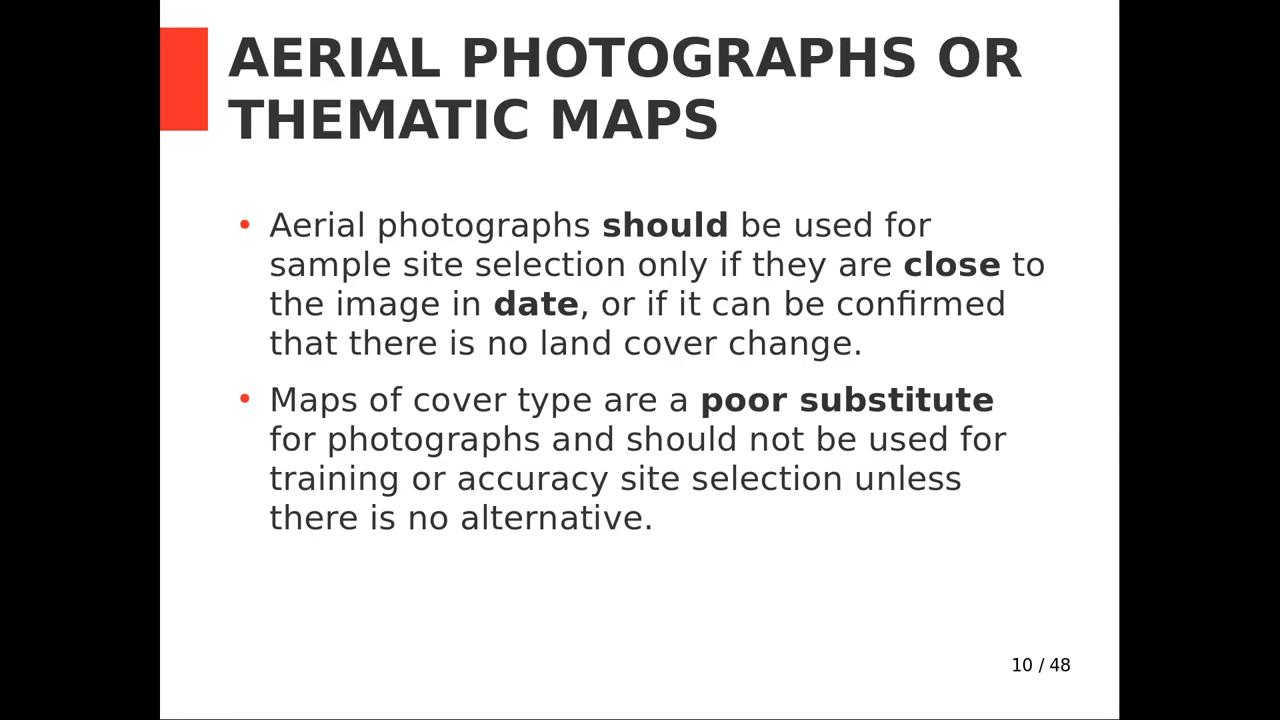 AERIAL PHOTOGRAPHS OR
THEMATIC MAPS
• Aerial photographs should be used for
sample site selection only if they are close to
the image in date, or if it can be confirmed
that there is no land cover change.
• Maps of cover type are a poor substitute
for photographs and should not be used for
training or accuracy site selection unless
there is no alternative.
10 / 48